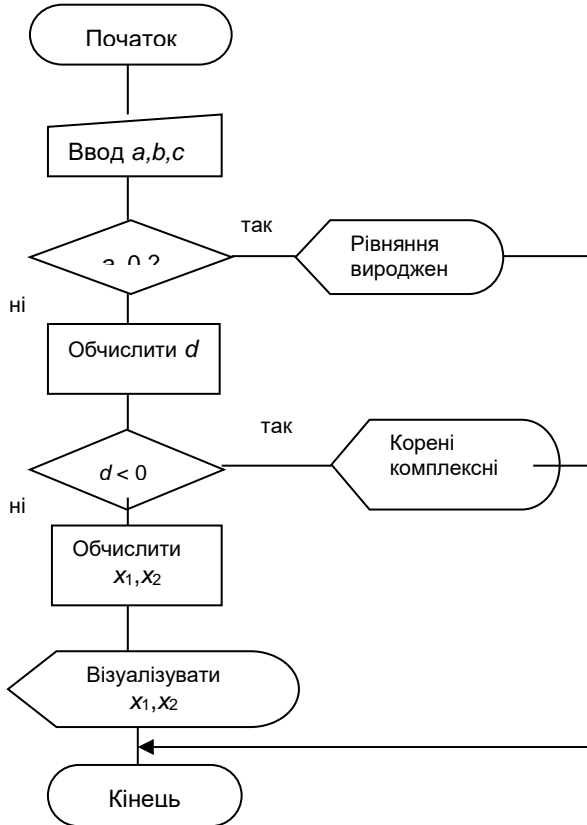 Початок
Ввод a,b,c
так
Рівняння
вироджен
ні
Обчислити d
так
Корені
комплексні
d < 0
ні
Обчислити
x₁,x₂
Візуалізувати
x₁,x₂
Кінець